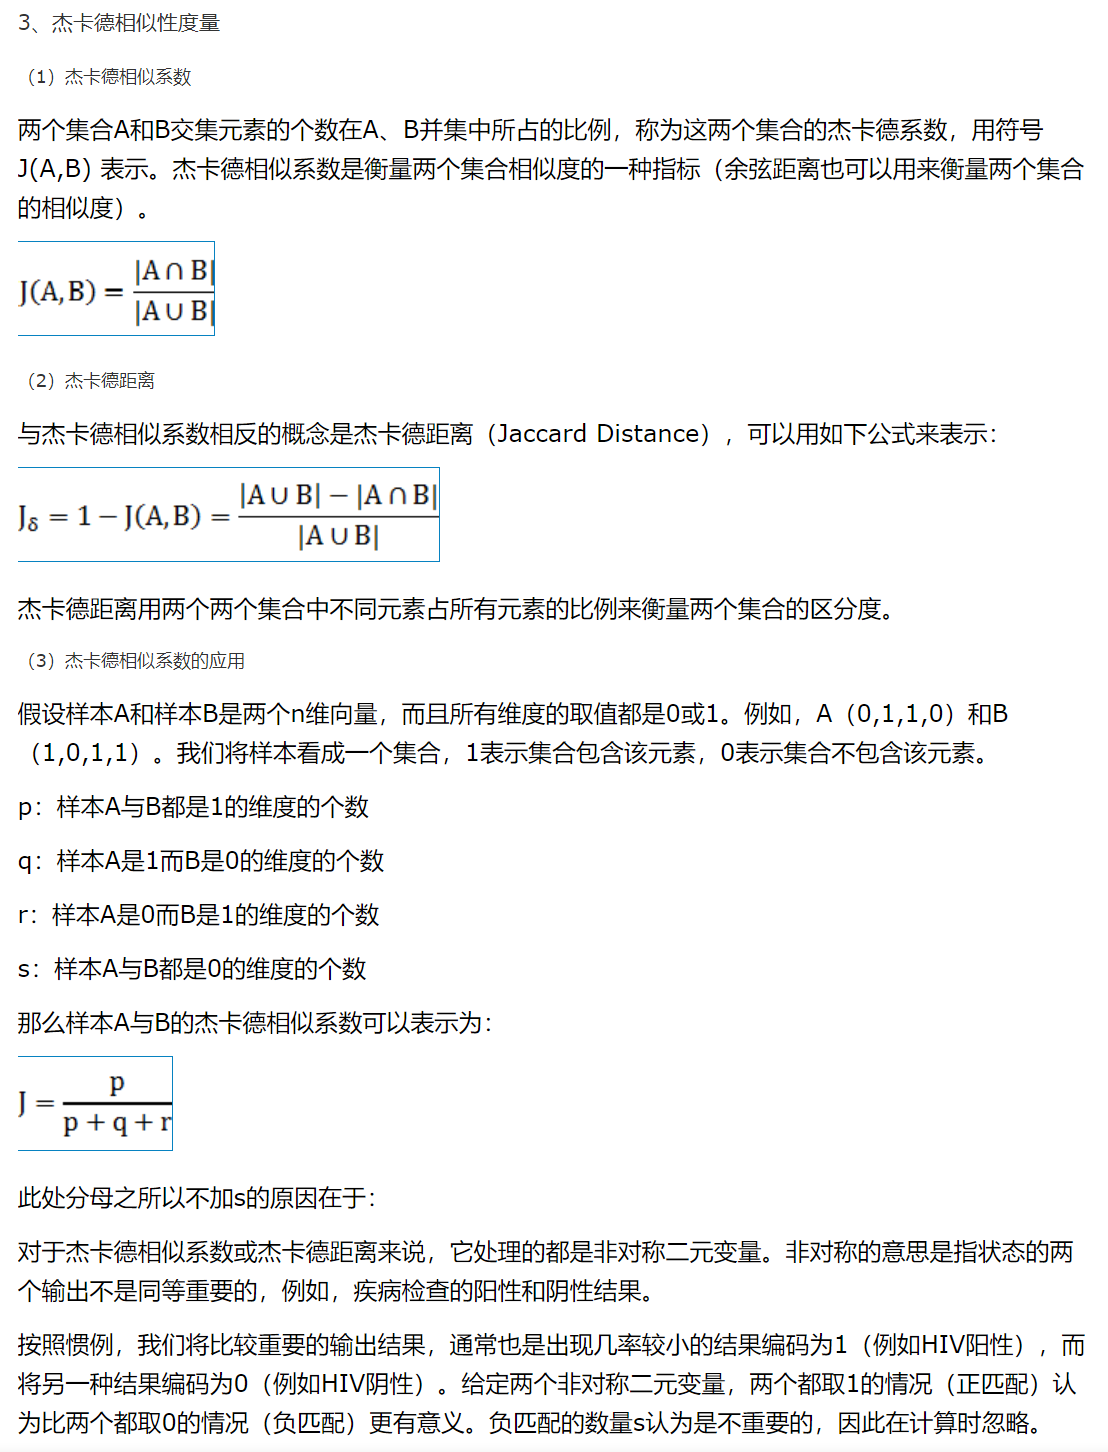 3、杰卡德相似性度量
（1）杰卡德相似系数
两个集合A和B交集元素的个数在A、B并集中所占的比例，称为这两个集合的杰卡德系数，用符号
J(A,B) 表示。杰卡德相似系数是衡量两个集合相似度的一种指标（余弦距离也可以用来衡量两个集合
的相似度）。
J(A,B) = |A ∩ B| / |A ∪ B|
（2）杰卡德距离
与杰卡德相似系数相反的概念是杰卡德距离（Jaccard Distance），可以用如下公式来表示：
J_δ = 1 − J(A,B) = (|A ∪ B| − |A ∩ B|) / |A ∪ B|
杰卡德距离用两个两个集合中不同元素占所有元素的比例来衡量两个集合的区分度。
（3）杰卡德相似系数的应用
假设样本A和样本B是两个n维向量，而且所有维度的取值都是0或1。例如，A（0,1,1,0）和B
（1,0,1,1）。我们将样本看成一个集合，1表示集合包含该元素，0表示集合不包含该元素。
p：样本A与B都是1的维度的个数
q：样本A是1而B是0的维度的个数
r：样本A是0而B是1的维度的个数
s：样本A与B都是0的维度的个数
那么样本A与B的杰卡德相似系数可以表示为：
J = p / (p + q + r)
此处分母之所以不加s的原因在于：
对于杰卡德相似系数或杰卡德距离来说，它处理的都是非对称二元变量。非对称的意思是指状态的两
个输出不是同等重要的，例如，疾病检查的阳性和阴性结果。
按照惯例，我们将比较重要的输出结果，通常也是出现几率较小的结果编码为1（例如HIV阳性），而
将另一种结果编码为0（例如HIV阴性）。给定两个非对称二元变量，两个都取1的情况（正匹配）认
为比两个都取0的情况（负匹配）更有意义。负匹配的数量s认为是不重要的，因此在计算时忽略。